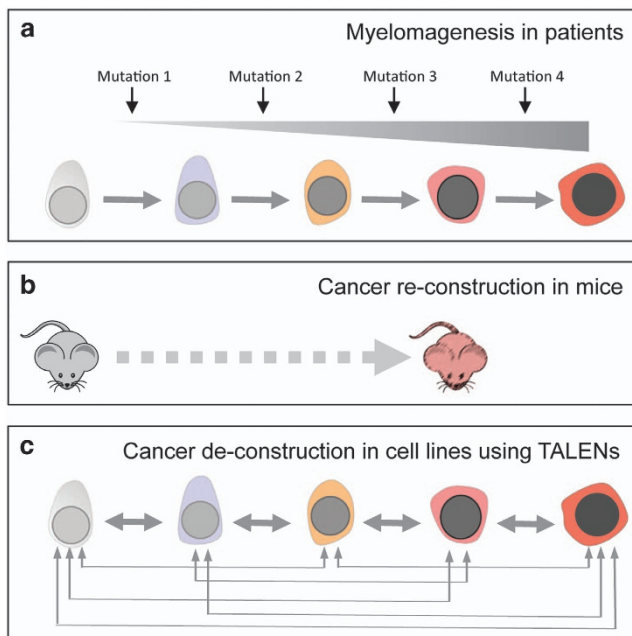 a
Myelomagenesis in patients
Mutation 1 Mutation 2 Mutation 3 Mutation 4
b
Cancer re-construction in mice
c
Cancer de-construction in cell lines using TALENs